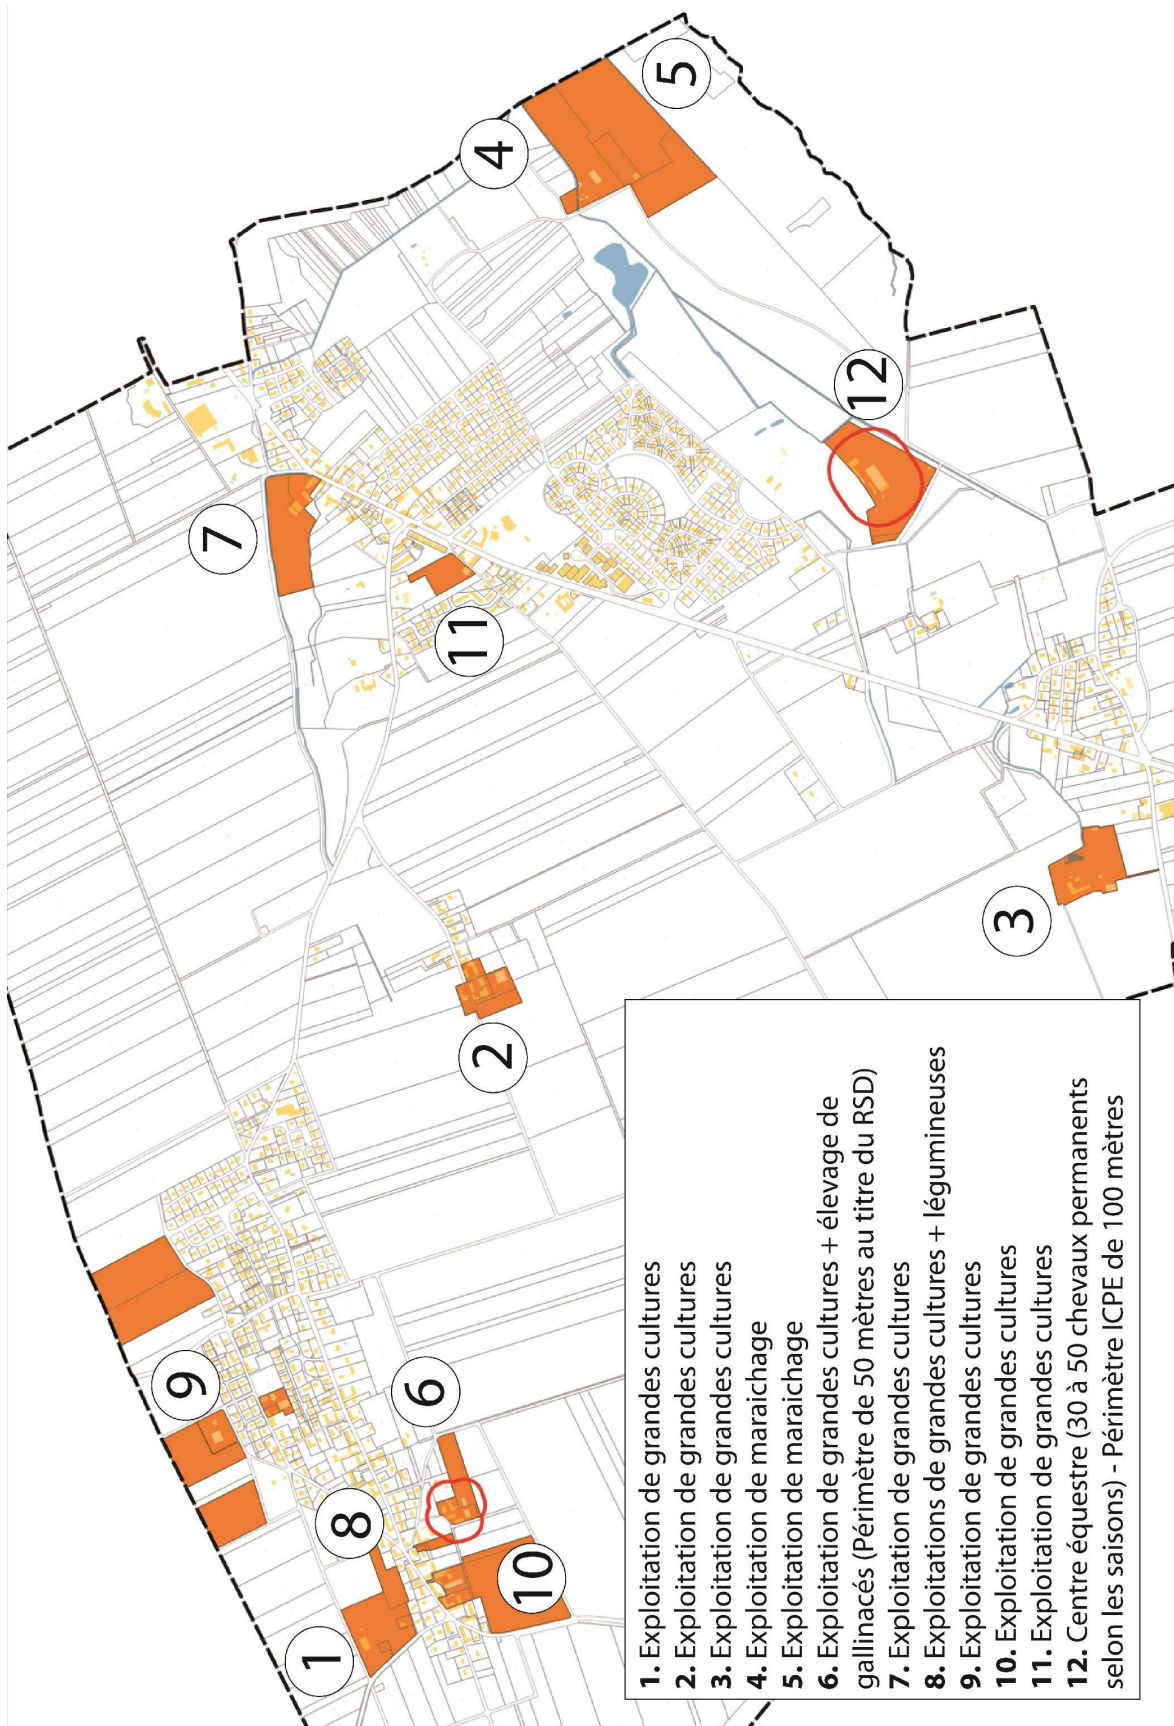 1
2
3
4
5
6
7
8
9
10
11
12
1. Exploitation de grandes cultures
2. Exploitation de grandes cultures
3. Exploitation de grandes cultures
4. Exploitation de maraichage
5. Exploitation de maraichage
6. Exploitation de grandes cultures + élevage de
gallinacés (Périmètre de 50 mètres au titre du RSD)
7. Exploitation de grandes cultures
8. Exploitations de grandes cultures + légumineuses
9. Exploitation de grandes cultures
10. Exploitation de grandes cultures
11. Exploitation de grandes cultures
12. Centre équestre (30 à 50 chevaux permanents
selon les saisons) - Périmètre ICPE de 100 mètres